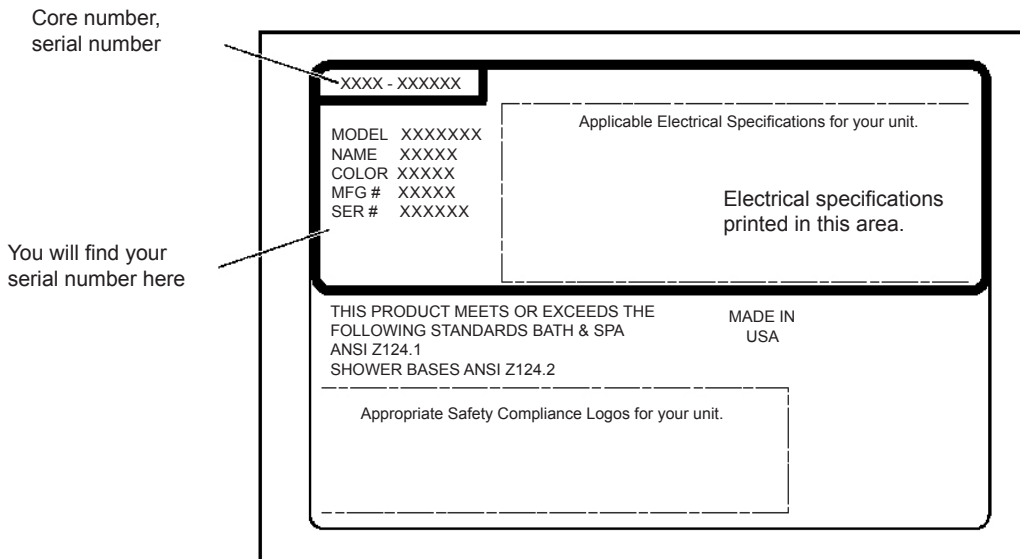 Core number,
serial number
XXXX - XXXXXX
MODEL XXXXXXX
NAME XXXXX
COLOR XXXXX
MFG # XXXXX
SER # XXXXXX
Applicable Electrical Specifications for your unit.
Electrical specifications
printed in this area.
You will find your
serial number here
THIS PRODUCT MEETS OR EXCEEDS THE
FOLLOWING STANDARDS BATH & SPA
ANSI Z124.1
SHOWER BASES ANSI Z124.2
MADE IN
USA
Appropriate Safety Compliance Logos for your unit.